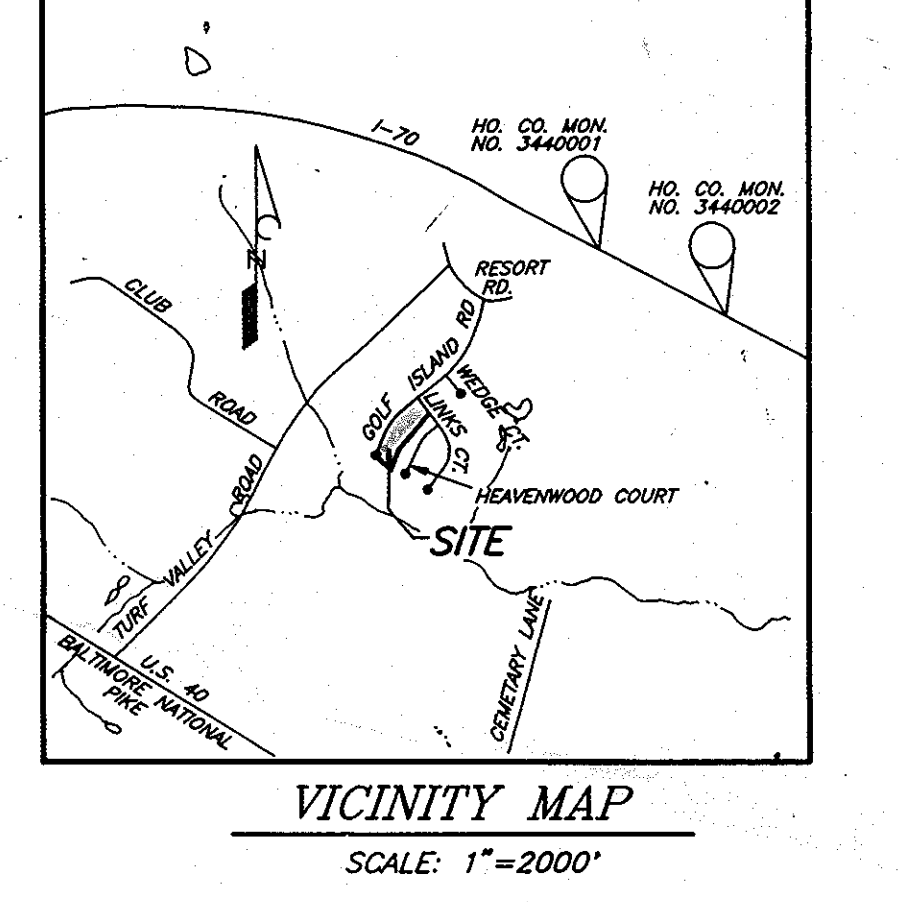 I-70
HO. CO. MON.
NO. 3440001
HO. CO. MON.
NO. 3440002
N
RESORT
RD.
CLUB
ROAD
GOLF ISLAND RD
WEDGE CT.
LINKS CT.
HEAVENWOOD COURT
SITE
TURF VALLEY ROAD
U.S. 40
BALTIMORE NATIONAL
PIKE
CEMETARY LANE
VICINITY MAP
SCALE: 1"=2000'